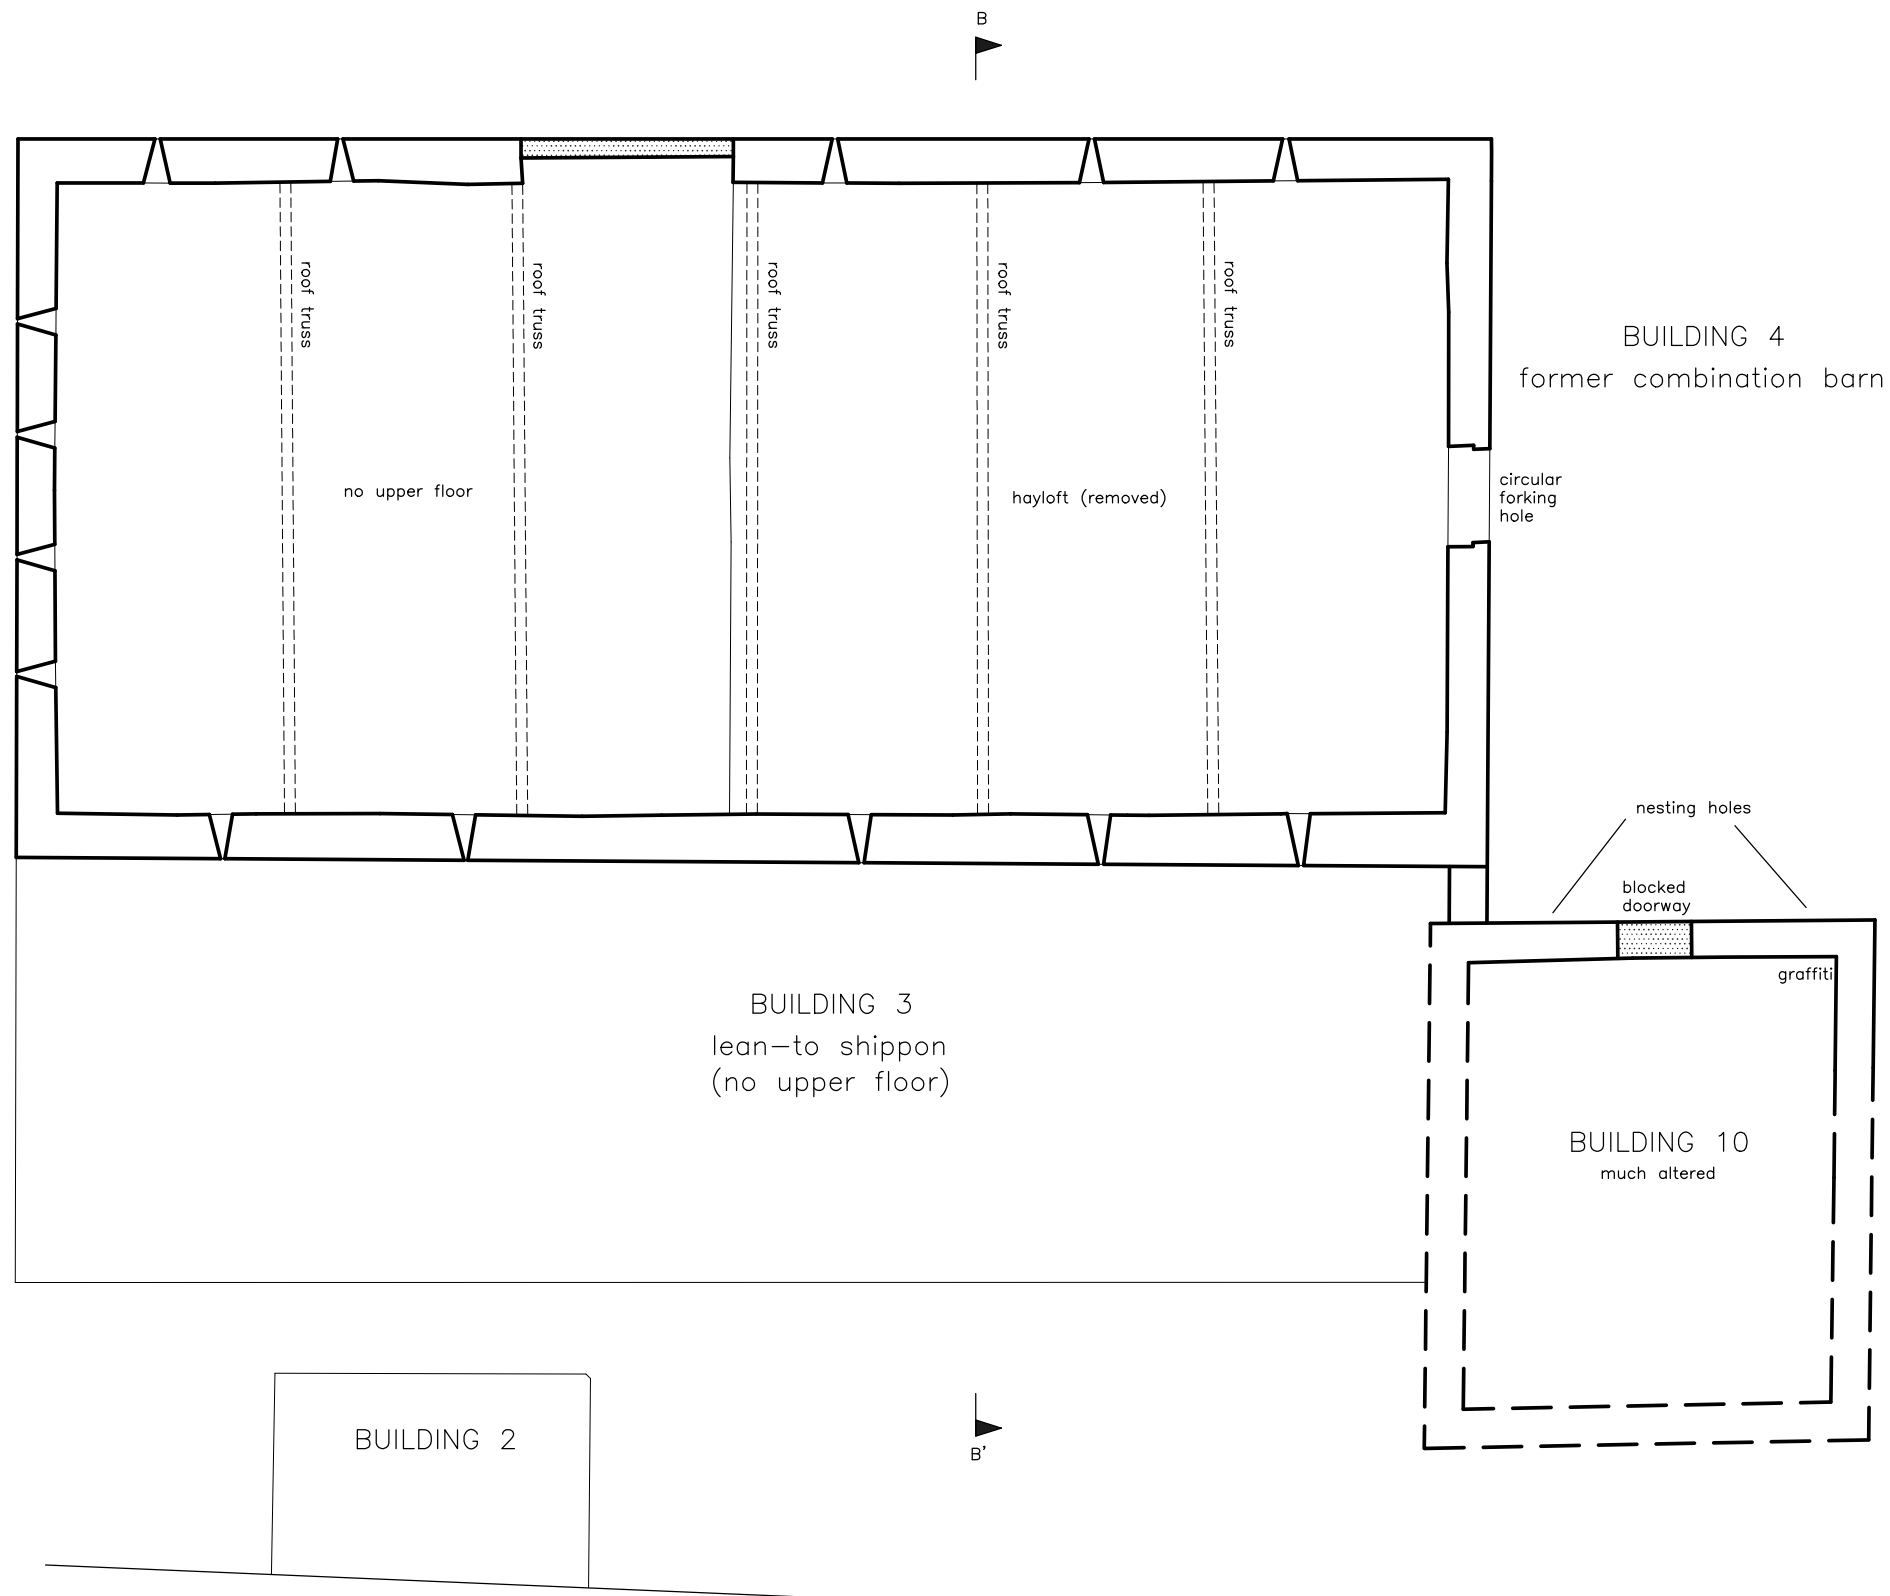 B
roof truss
roof truss
roof truss
roof truss
roof truss
BUILDING 4
former combination barn
no upper floor
hayloft (removed)
circular
forking
hole
nesting holes
blocked
doorway
graffiti
BUILDING 3
lean-to shippon
(no upper floor)
BUILDING 10
much altered
BUILDING 2
B'